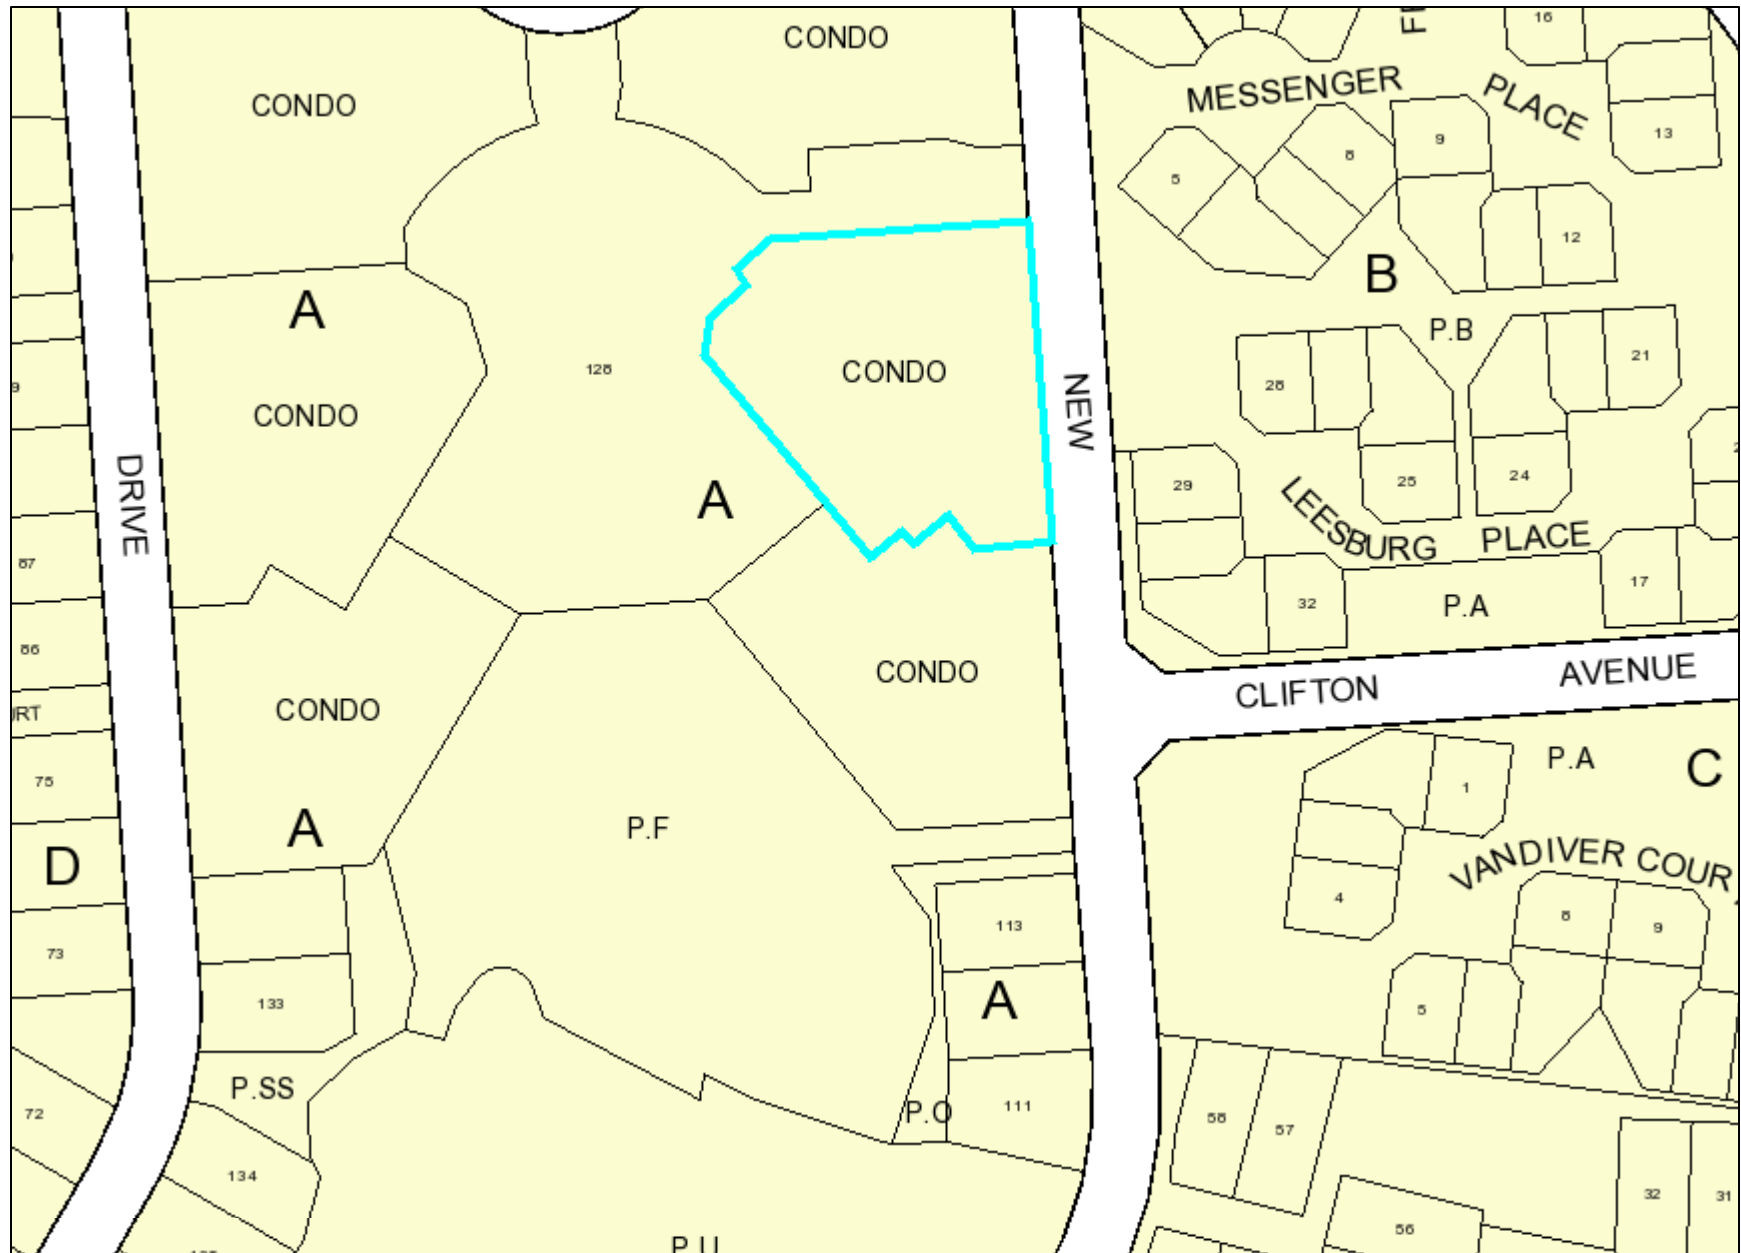 16
CONDO
CONDO
MESSENGER PLACE
13
9
8
5
12
B
A
P.B
21
28
128
CONDO
9
CONDO
NEW
DRIVE
24
25
29
A
LEESBURG PLACE
87
17
32
P.A
86
CLIFTON AVENUE
CONDO
CONDO
P.A
C
75
1
P.F
A
D
VANDIVER COUR
4
8
9
113
73
A
133
5
P.SS
111
P.O
72
58
57
134
32
31
56
P.U